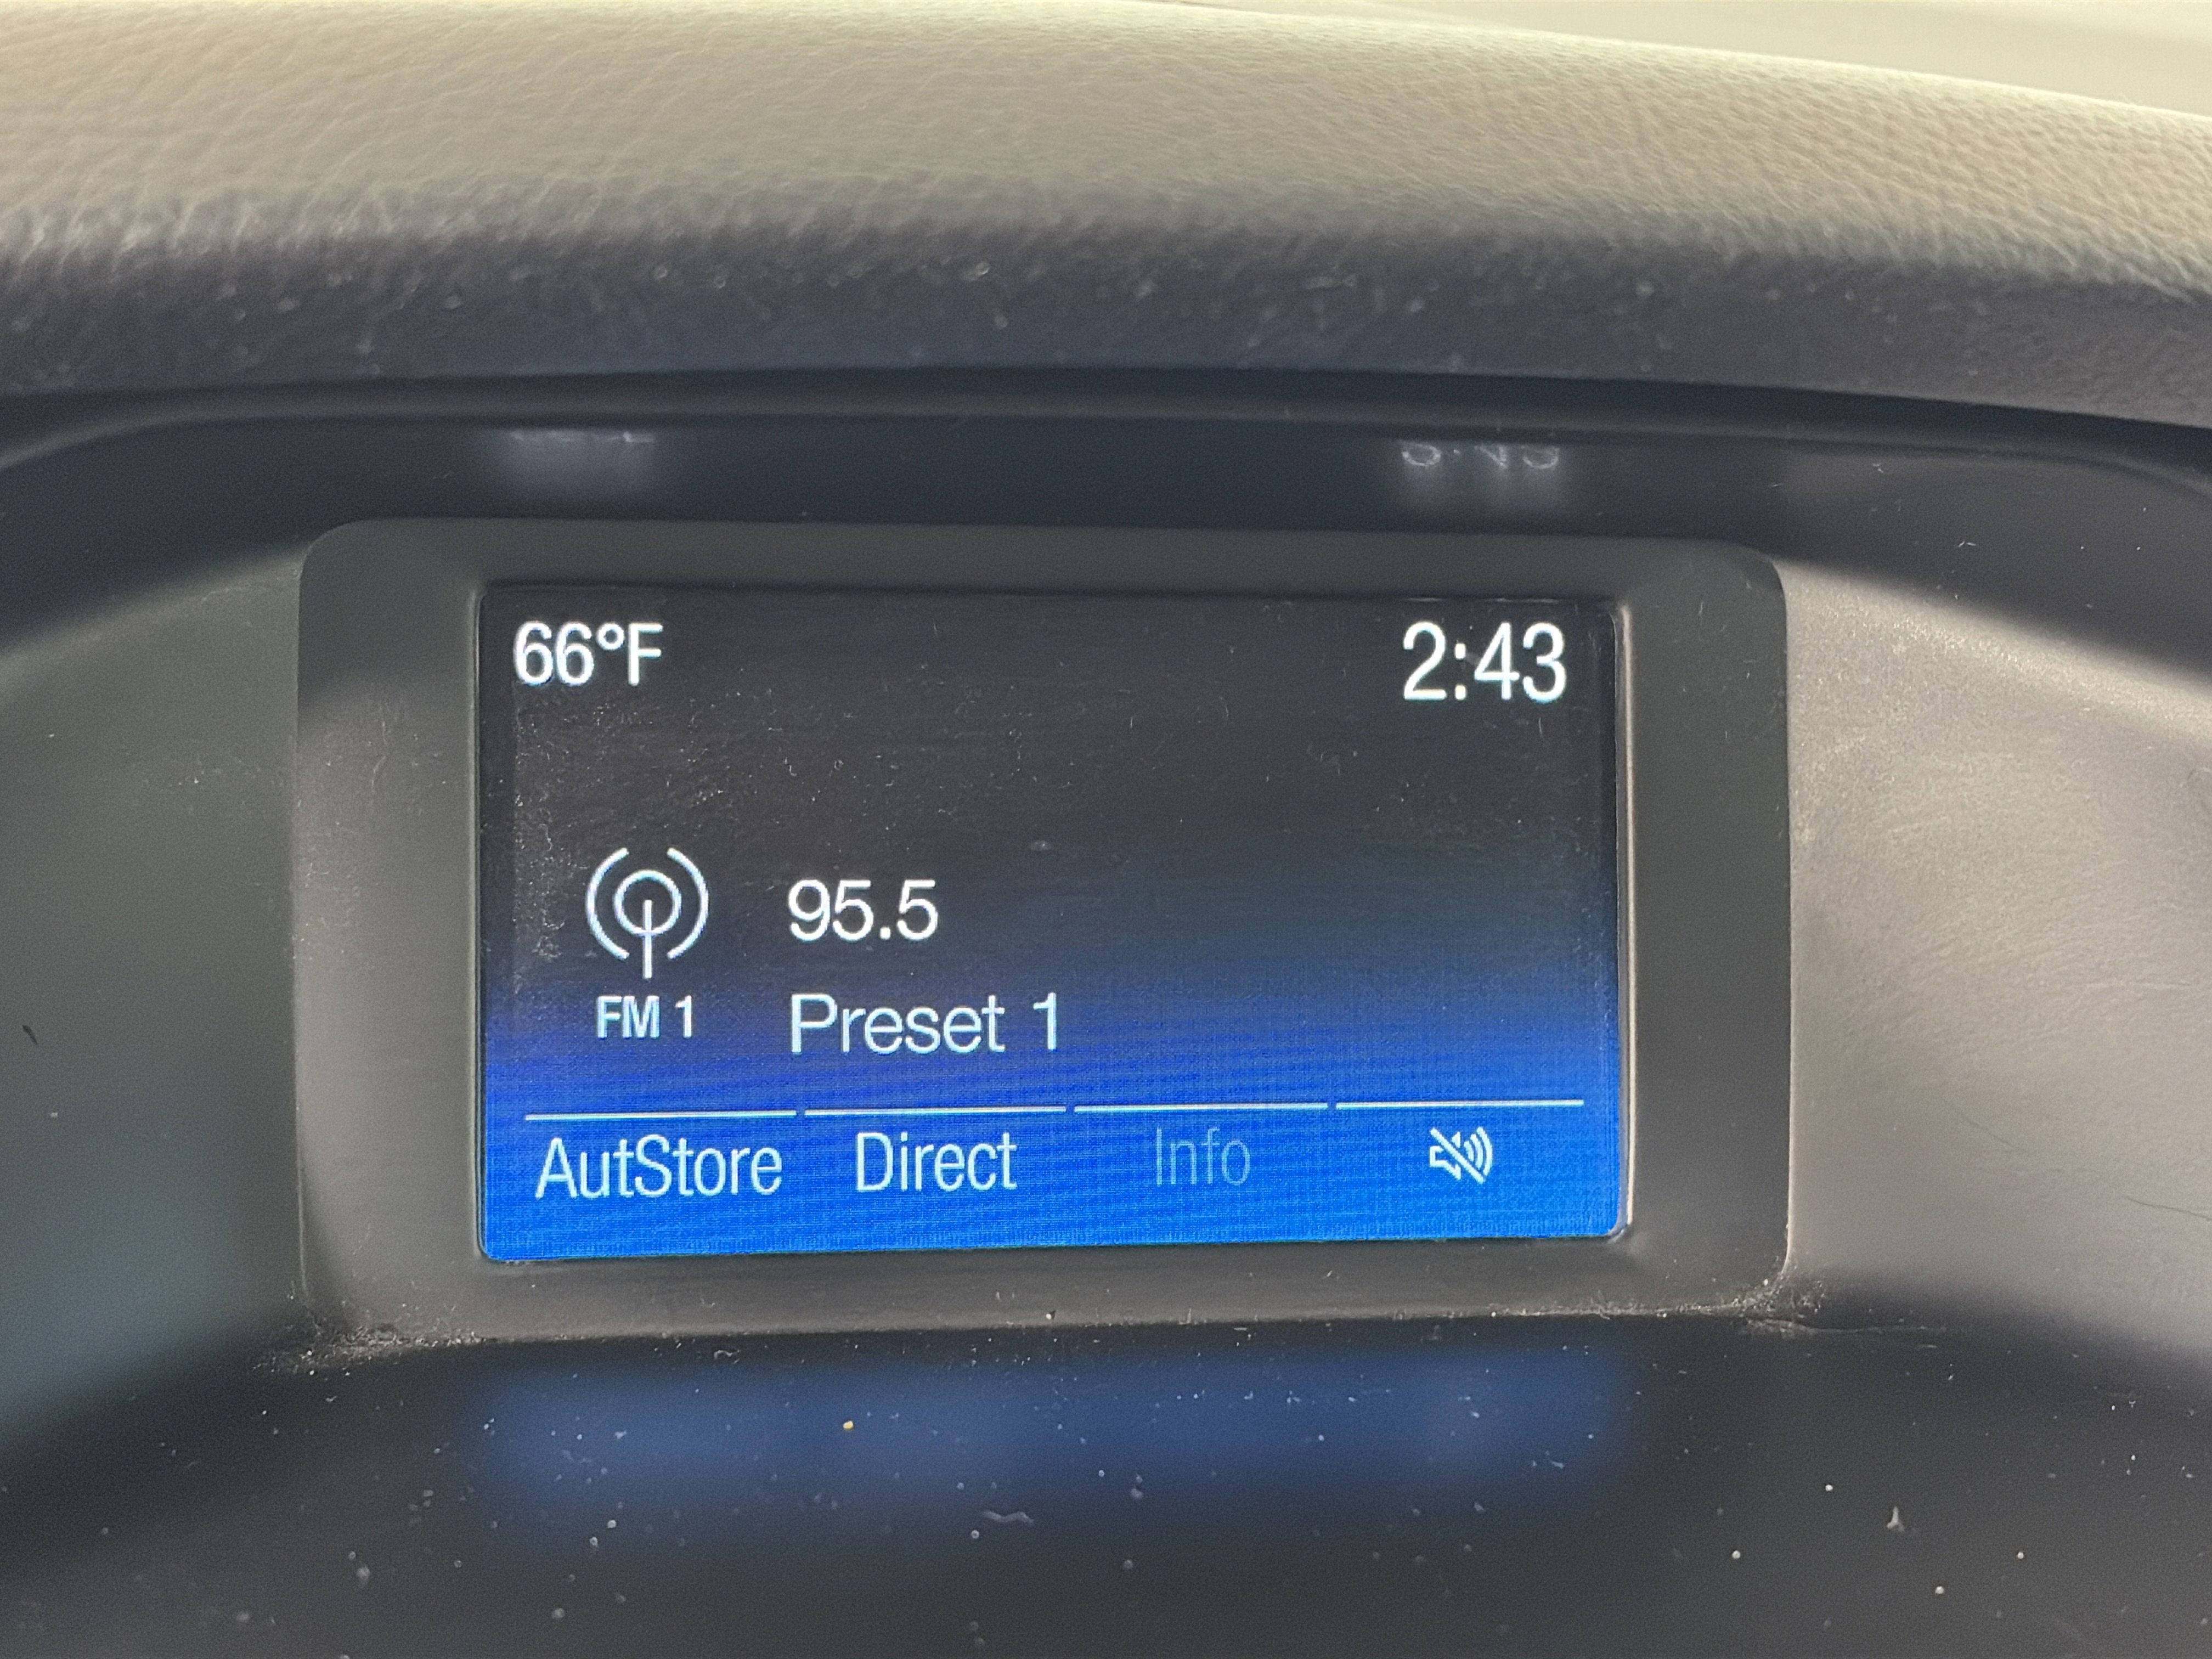 66°F 2:43
95.5
FM 1 Preset 1
AutStore Direct Info